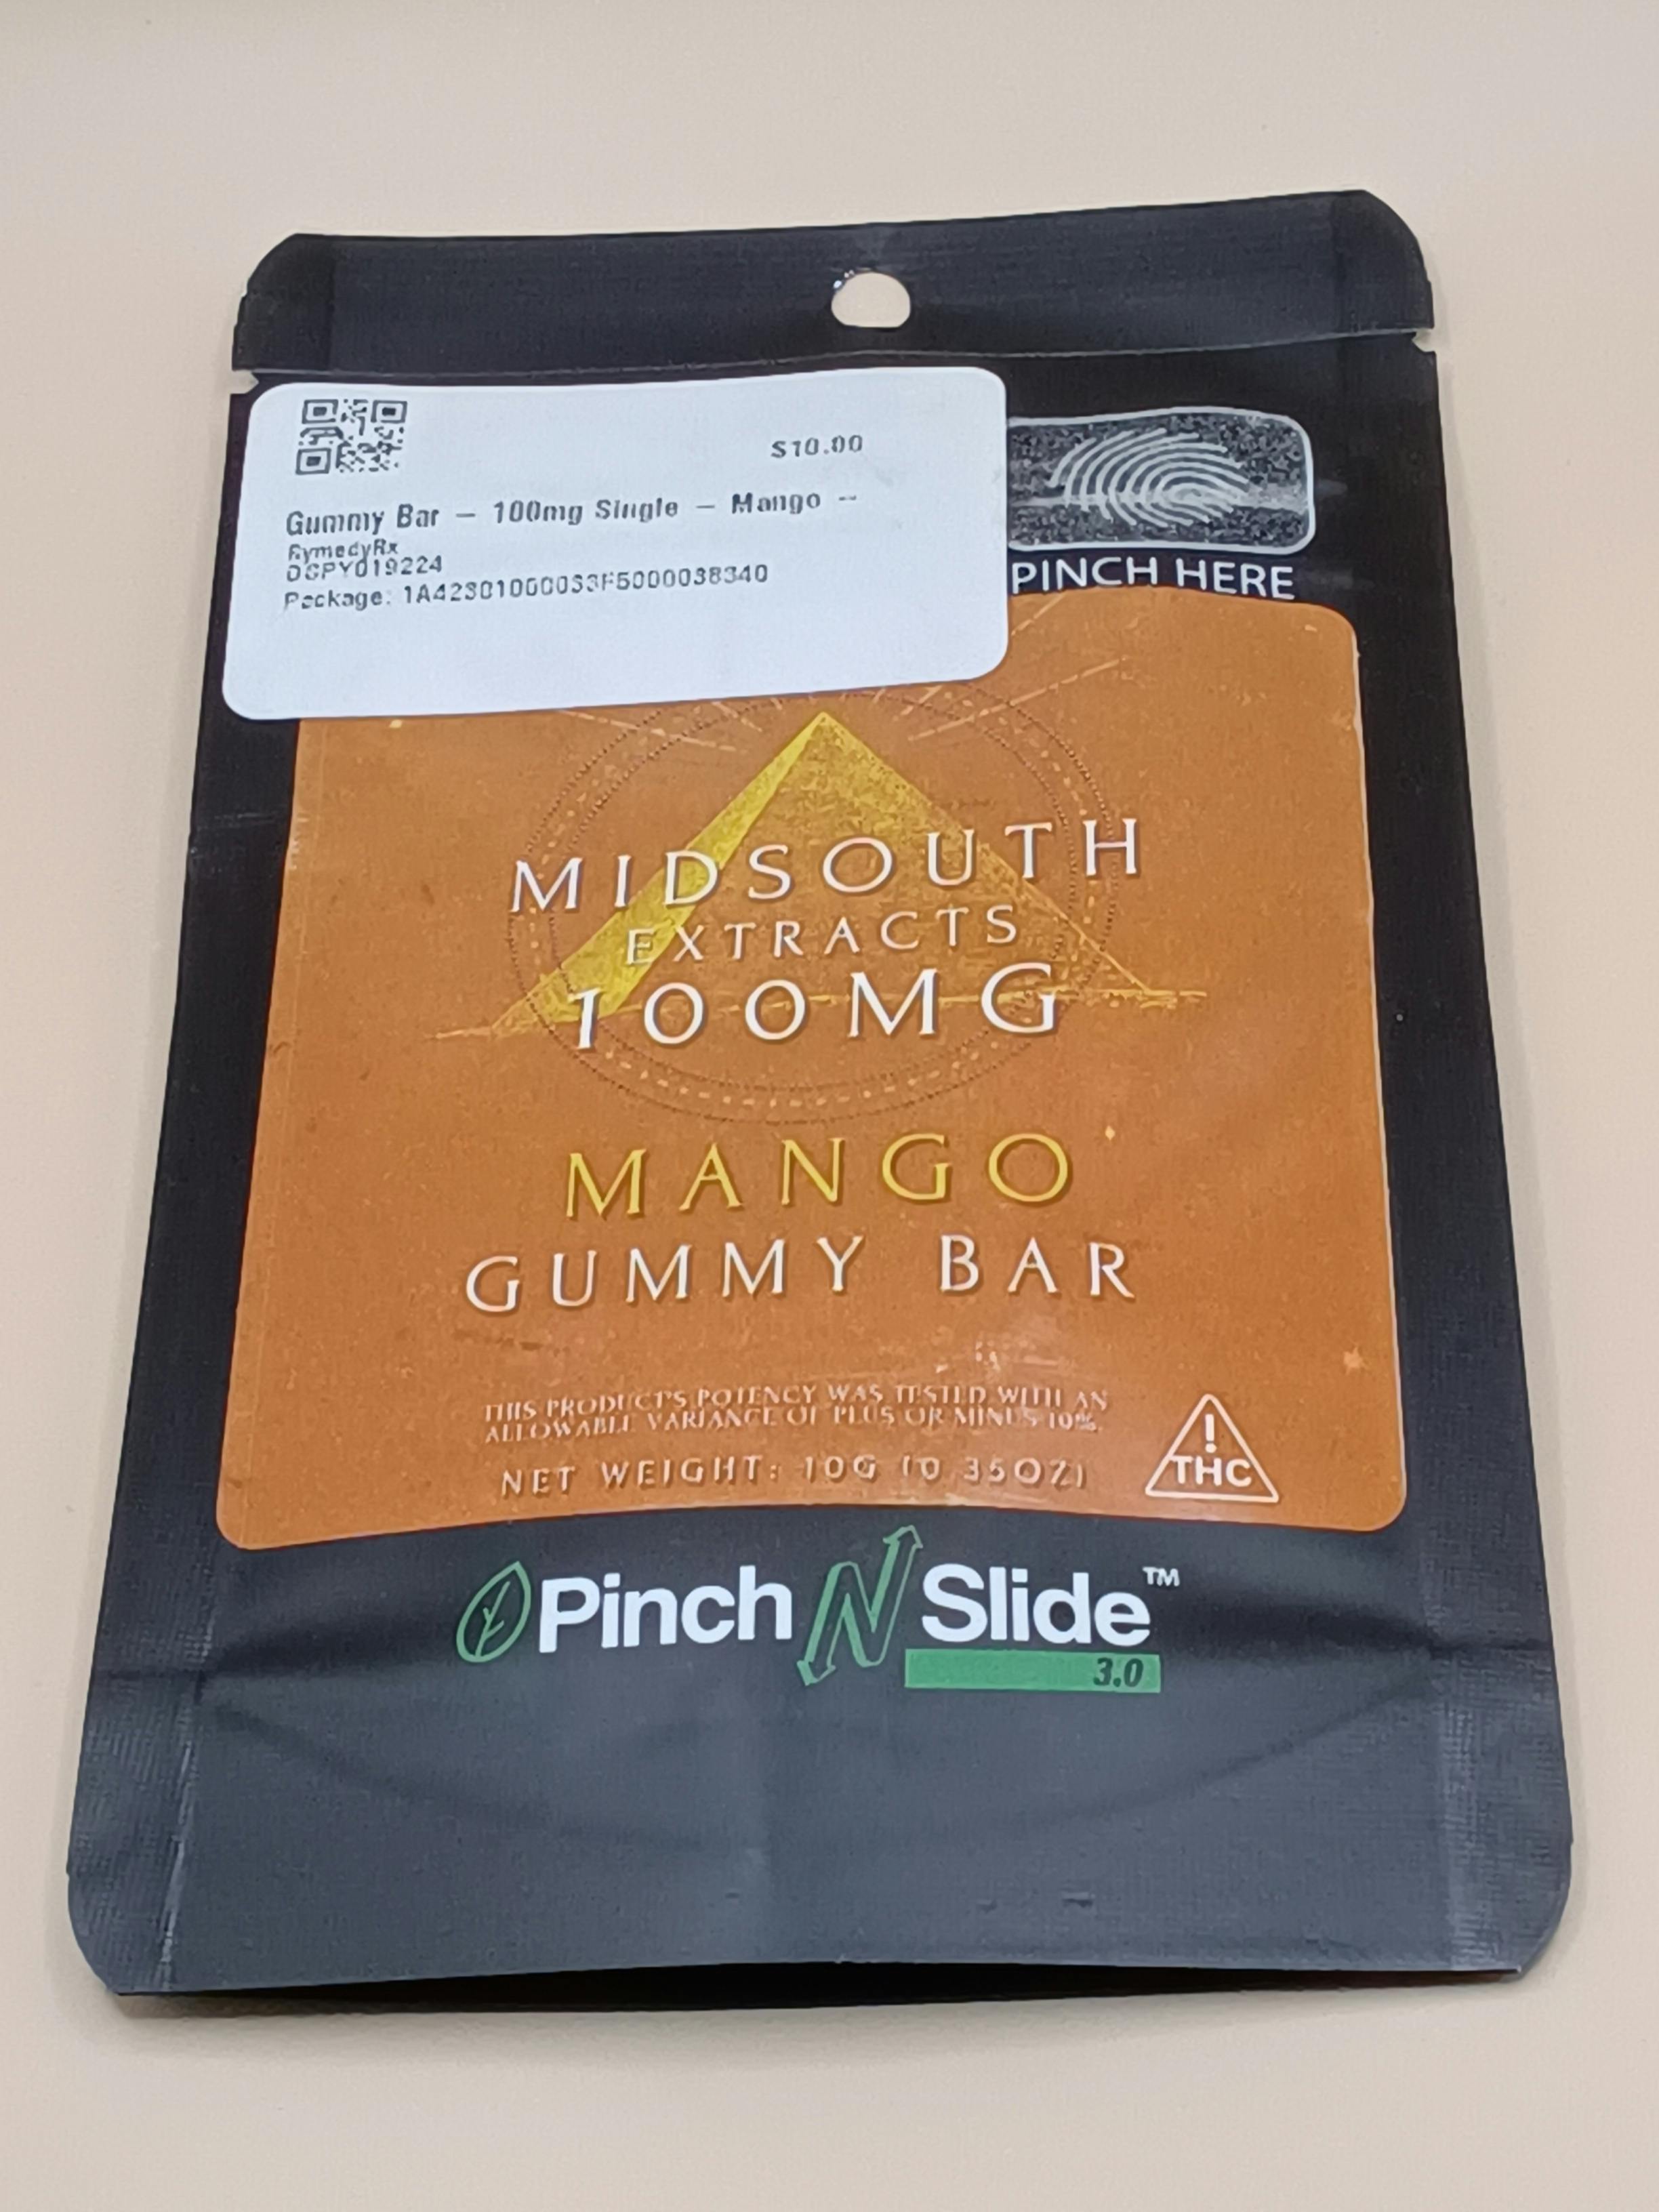 $10.00
Gummy Bar – 100mg Single – Mango --
RymedyRx
Package:
PINCH HERE
MIDSOUTH
EXTRACTS
100MG
MANGO
GUMMY BAR
THIS PRODUCT'S POTENCY WAS TESTED WITH AN
ALLOWABLE VARIANCE OF PLUS OR MINUS 10%.
NET WEIGHT: 10G (0.35OZ)
!
THC
Pinch N Slide™
3.0